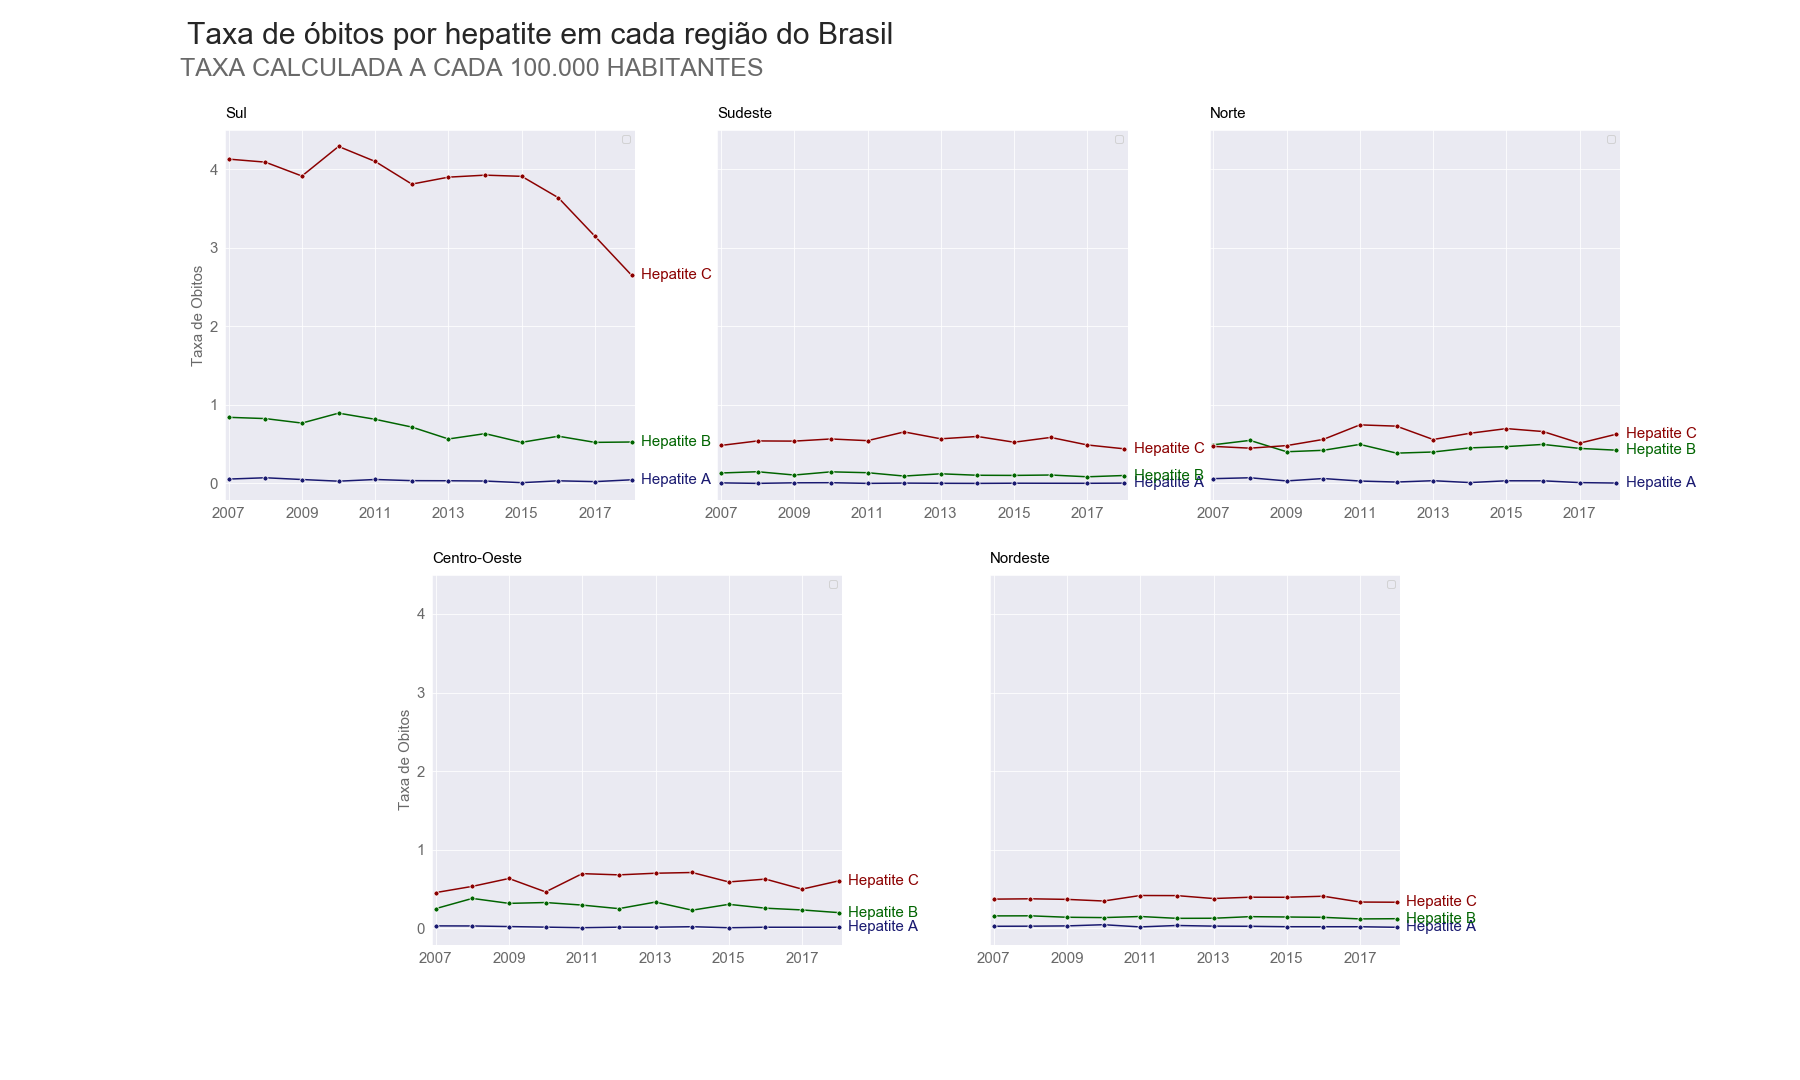 Taxa de óbitos por hepatite em cada região do Brasil
TAXA CALCULADA A CADA 100.000 HABITANTES
Sul
Taxa de Obitos
4
3
2
1
0
2007 2009 2011 2013 2015 2017
Hepatite C
Hepatite B
Hepatite A
Sudeste
2007 2009 2011 2013 2015 2017
Hepatite C
Hepatite B
Hepatite A
Norte
2007 2009 2011 2013 2015 2017
Hepatite C
Hepatite B
Hepatite A
Centro-Oeste
Taxa de Obitos
4
3
2
1
0
2007 2009 2011 2013 2015 2017
Hepatite C
Hepatite B
Hepatite A
Nordeste
2007 2009 2011 2013 2015 2017
Hepatite C
Hepatite B
Hepatite A